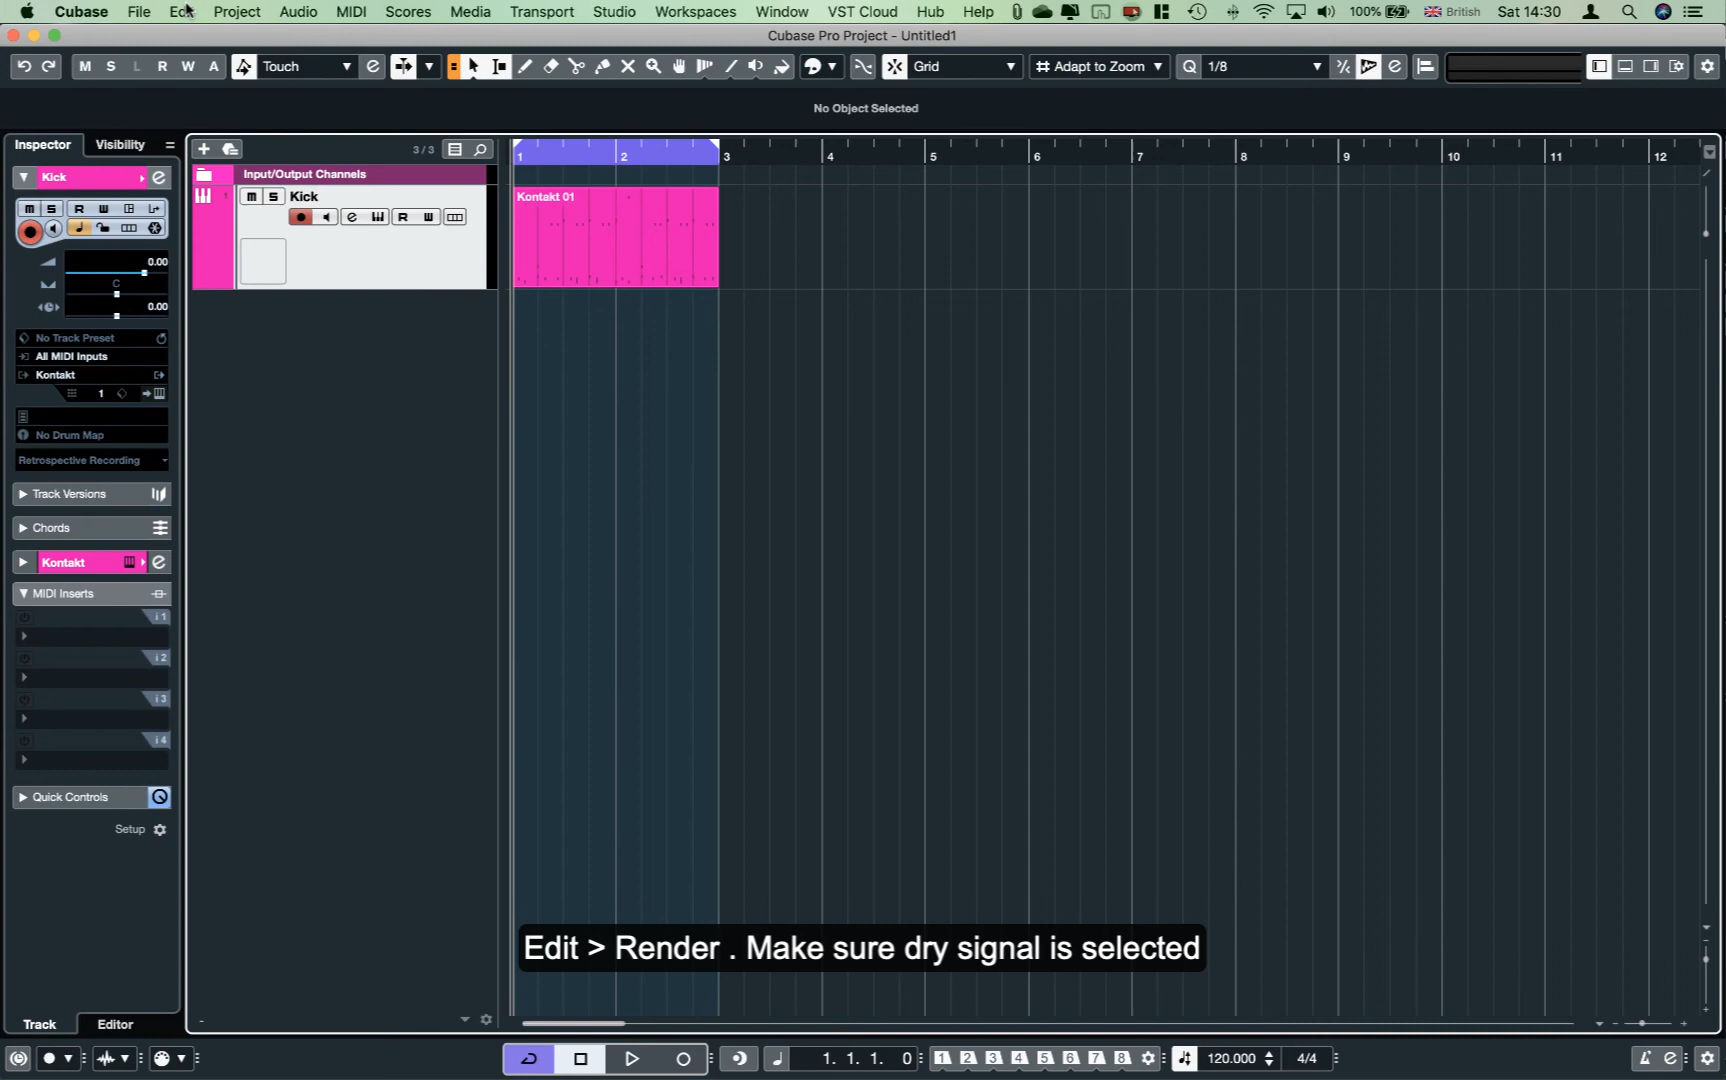 Cubase File Edit Project Audio MIDI Scores Media Transport Studio Workspaces Window VST Cloud Hub Help 100% British Sat 14:30
Cubase Pro Project - Untitled1
M S L R W A Touch Grid Adapt to Zoom Q 1/8
No Object Selected
Inspector Visibility
3 / 3
1 2 3 4 5 6 7 8 9 10 11 12
Kick
Input/Output Channels
M S R W
1 M S Kick
Kontakt 01
R W
0.00
C
0.00
No Track Preset
All MIDI Inputs
Kontakt
1
No Drum Map
Retrospective Recording
Track Versions
Chords
Kontakt
MIDI Inserts
i 1
i 2
i 3
i 4
Quick Controls
Setup
Edit > Render . Make sure dry signal is selected
Track Editor
1. 1. 1. 0 1 2 3 4 5 6 7 8 120.000 4/4